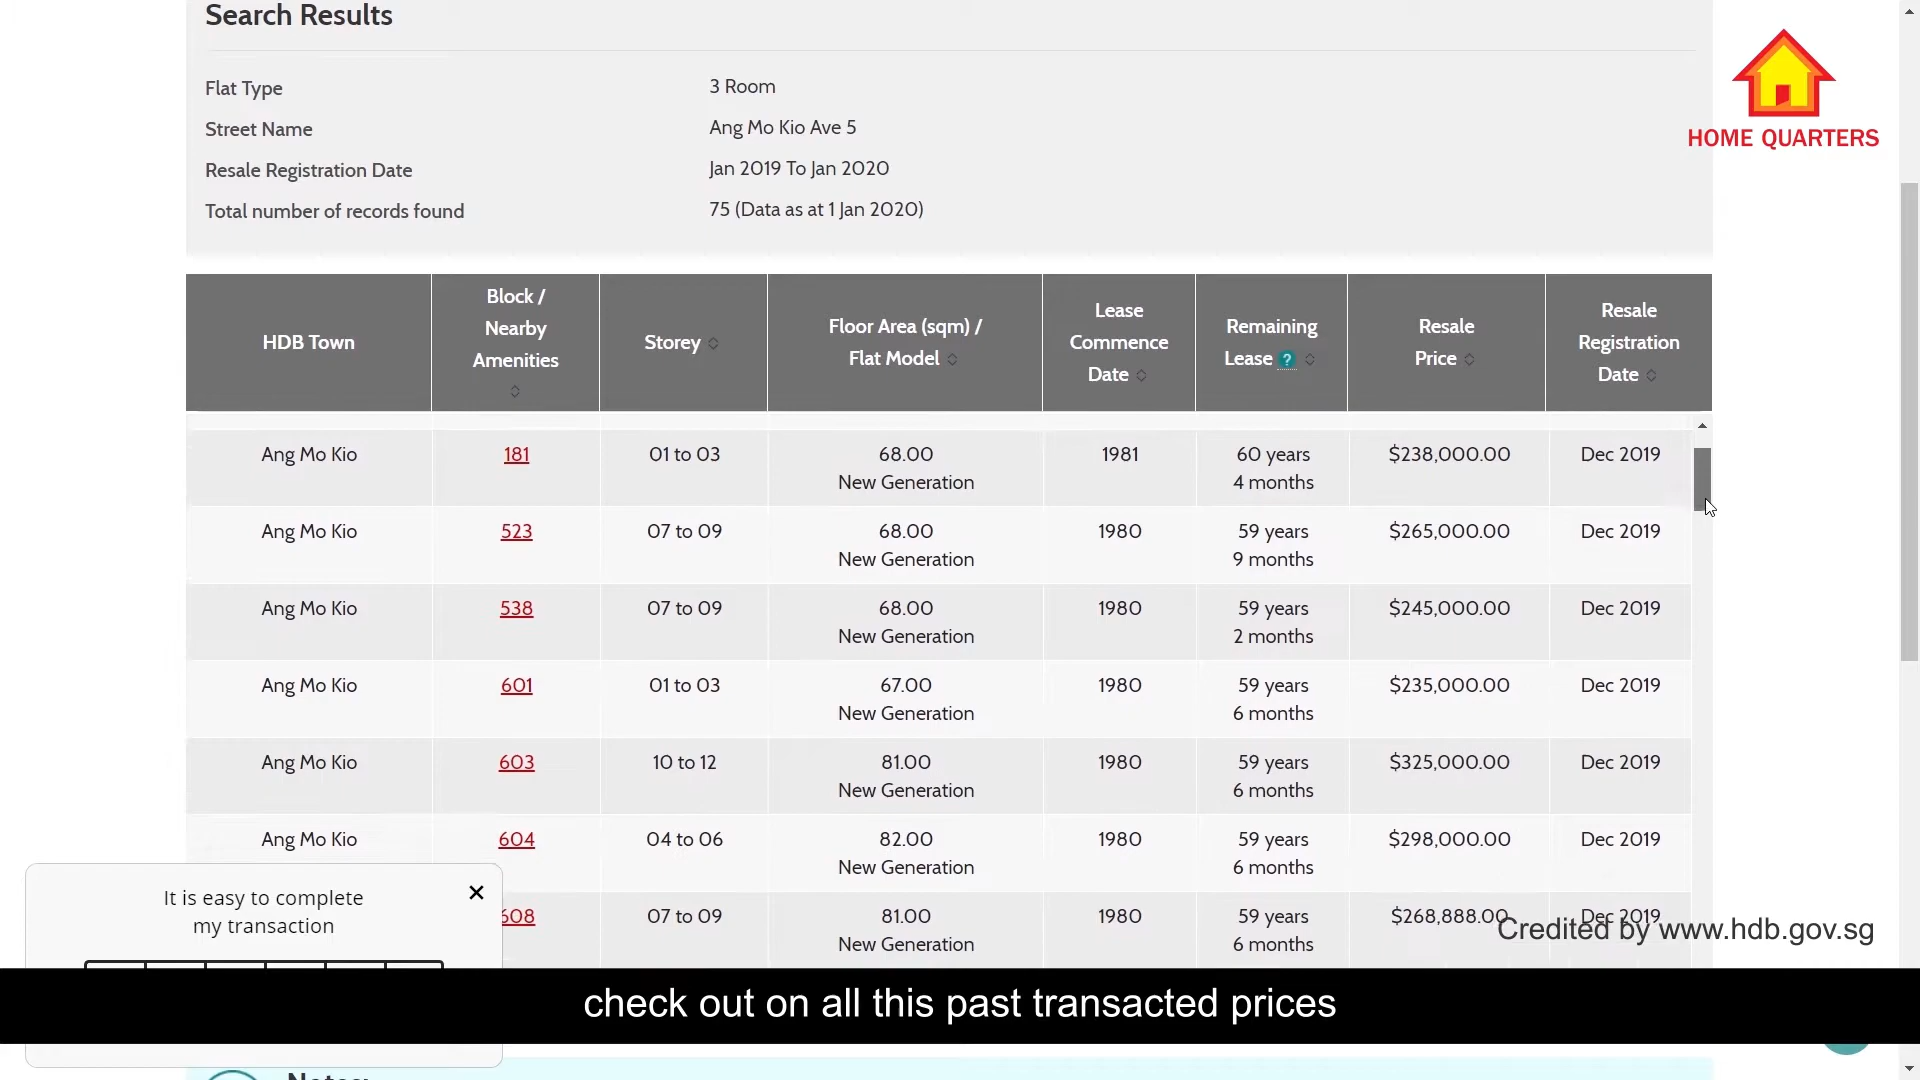 Search Results
Flat Type 3 Room
Street Name Ang Mo Kio Ave 5
Resale Registration Date Jan 2019 To Jan 2020
Total number of records found 75 (Data as at 1 Jan 2020)
HOME QUARTERS
HDB Town Block / Nearby Amenities Storey Floor Area (sqm) / Flat Model Lease Commence Date Remaining Lease ? Resale Price Resale Registration Date
Ang Mo Kio 181 01 to 03 68.00 1981 60 years $238,000.00 Dec 2019
New Generation 4 months
Ang Mo Kio 523 07 to 09 68.00 1980 59 years $265,000.00 Dec 2019
New Generation 9 months
Ang Mo Kio 538 07 to 09 68.00 1980 59 years $245,000.00 Dec 2019
New Generation 2 months
Ang Mo Kio 601 01 to 03 67.00 1980 59 years $235,000.00 Dec 2019
New Generation 6 months
Ang Mo Kio 603 10 to 12 81.00 1980 59 years $325,000.00 Dec 2019
New Generation 6 months
Ang Mo Kio 604 04 to 06 82.00 1980 59 years $298,000.00 Dec 2019
New Generation 6 months
608 07 to 09 81.00 1980 59 years $268,888.00 Dec 2019
New Generation 6 months
It is easy to complete
my transaction
Credited by www.hdb.gov.sg
check out on all this past transacted prices